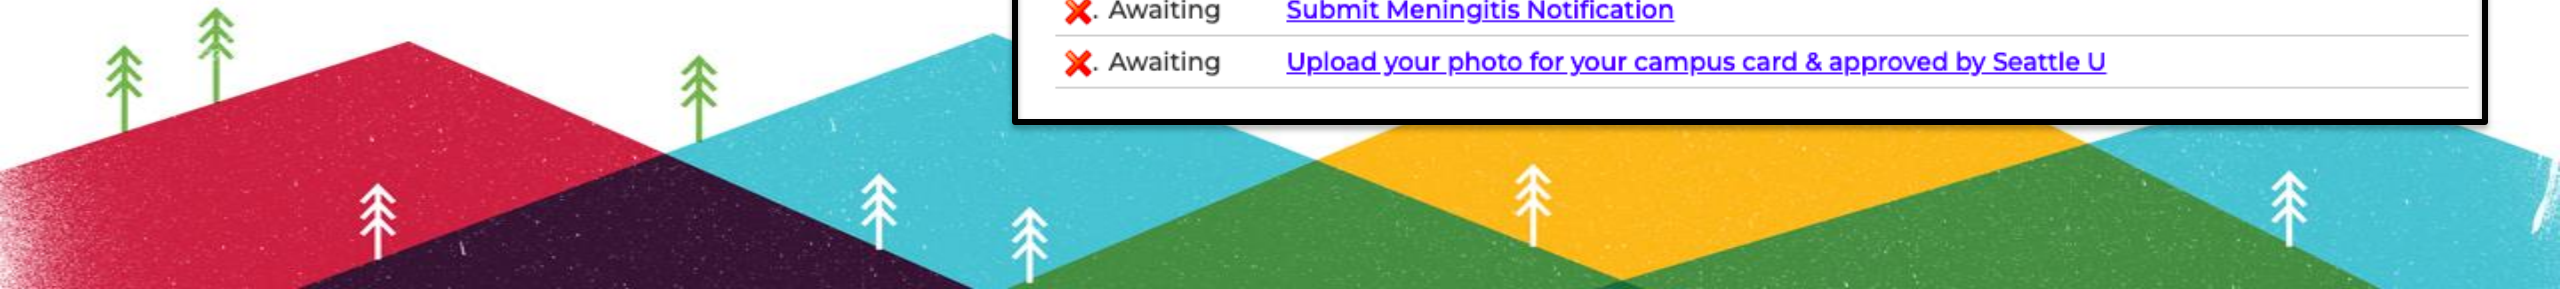 ❌. Awaiting Submit Meningitis Notification
❌. Awaiting Upload your photo for your campus card & approved by Seattle U